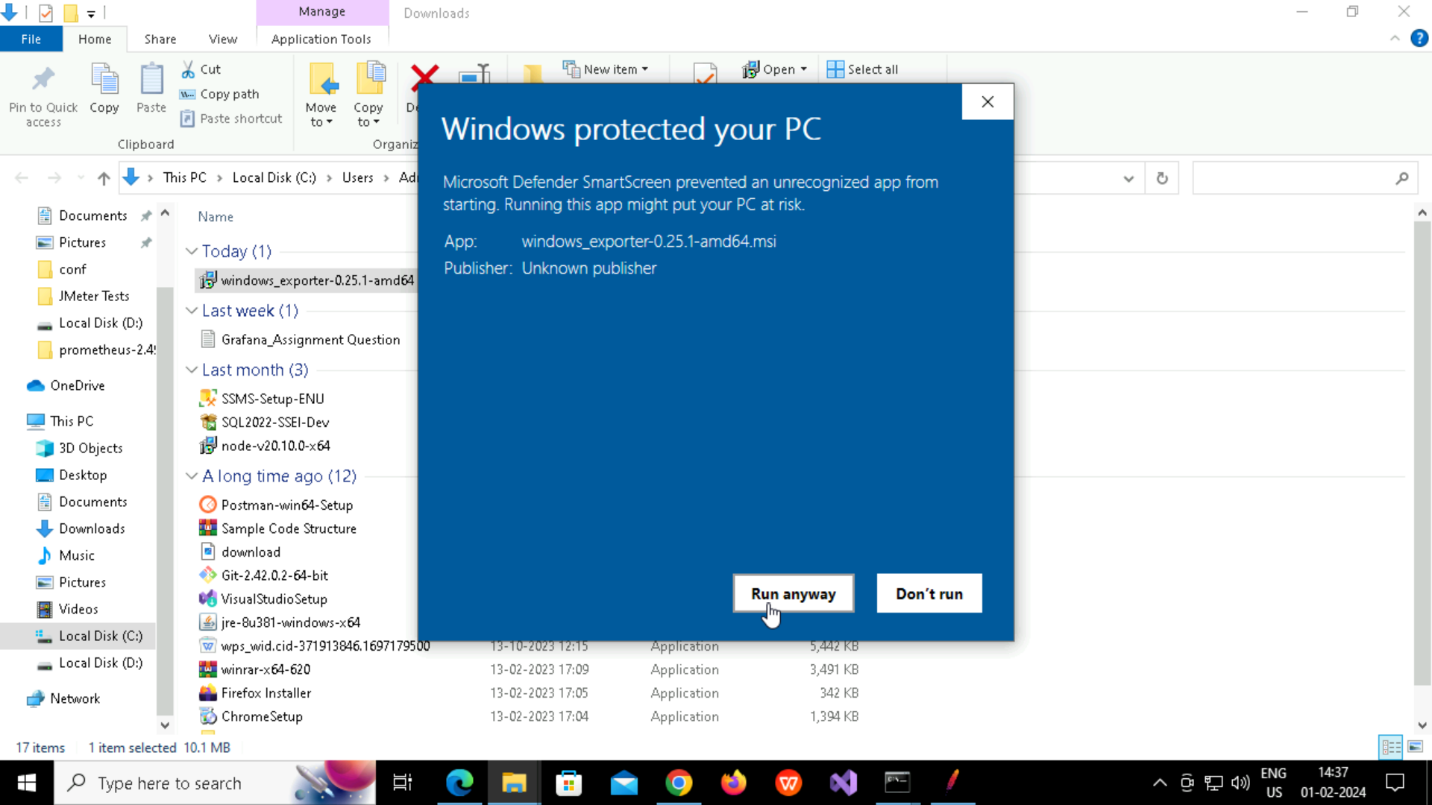 Manage
Downloads
File
Home
Share
View
Application Tools
Pin to Quick access
Copy
Paste
Cut
Copy path
Paste shortcut
Clipboard
Move to
Copy to
New item
Open
Select all
This PC
Local Disk (C:)
Users
Windows protected your PC
Microsoft Defender SmartScreen prevented an unrecognized app from
starting. Running this app might put your PC at risk.
App: windows_exporter-0.25.1-amd64.msi
Publisher: Unknown publisher
Run anyway
Don't run
Documents
Pictures
conf
JMeter Tests
Local Disk (D:)
prometheus-2.4
OneDrive
This PC
3D Objects
Desktop
Documents
Downloads
Music
Pictures
Videos
Local Disk (C:)
Local Disk (D:)
Network
Name
Today (1)
windows_exporter-0.25.1-amd64
Last week (1)
Grafana_Assignment Question
Last month (3)
SSMS-Setup-ENU
SQL2022-SSEI-Dev
node-v20.10.0-x64
A long time ago (12)
Postman-win64-Setup
Sample Code Structure
download
Git-2.42.0.2-64-bit
VisualStudioSetup
jre-8u381-windows-x64
wps_wid.cid-371913846.1697179500 13-10-2023 12:15 Application 5,442 KB
winrar-x64-620 13-02-2023 17:09 Application 3,491 KB
Firefox Installer 13-02-2023 17:05 Application 342 KB
ChromeSetup 13-02-2023 17:04 Application 1,394 KB
17 items 1 item selected 10.1 MB
Type here to search
ENG
US
14:37
01-02-2024